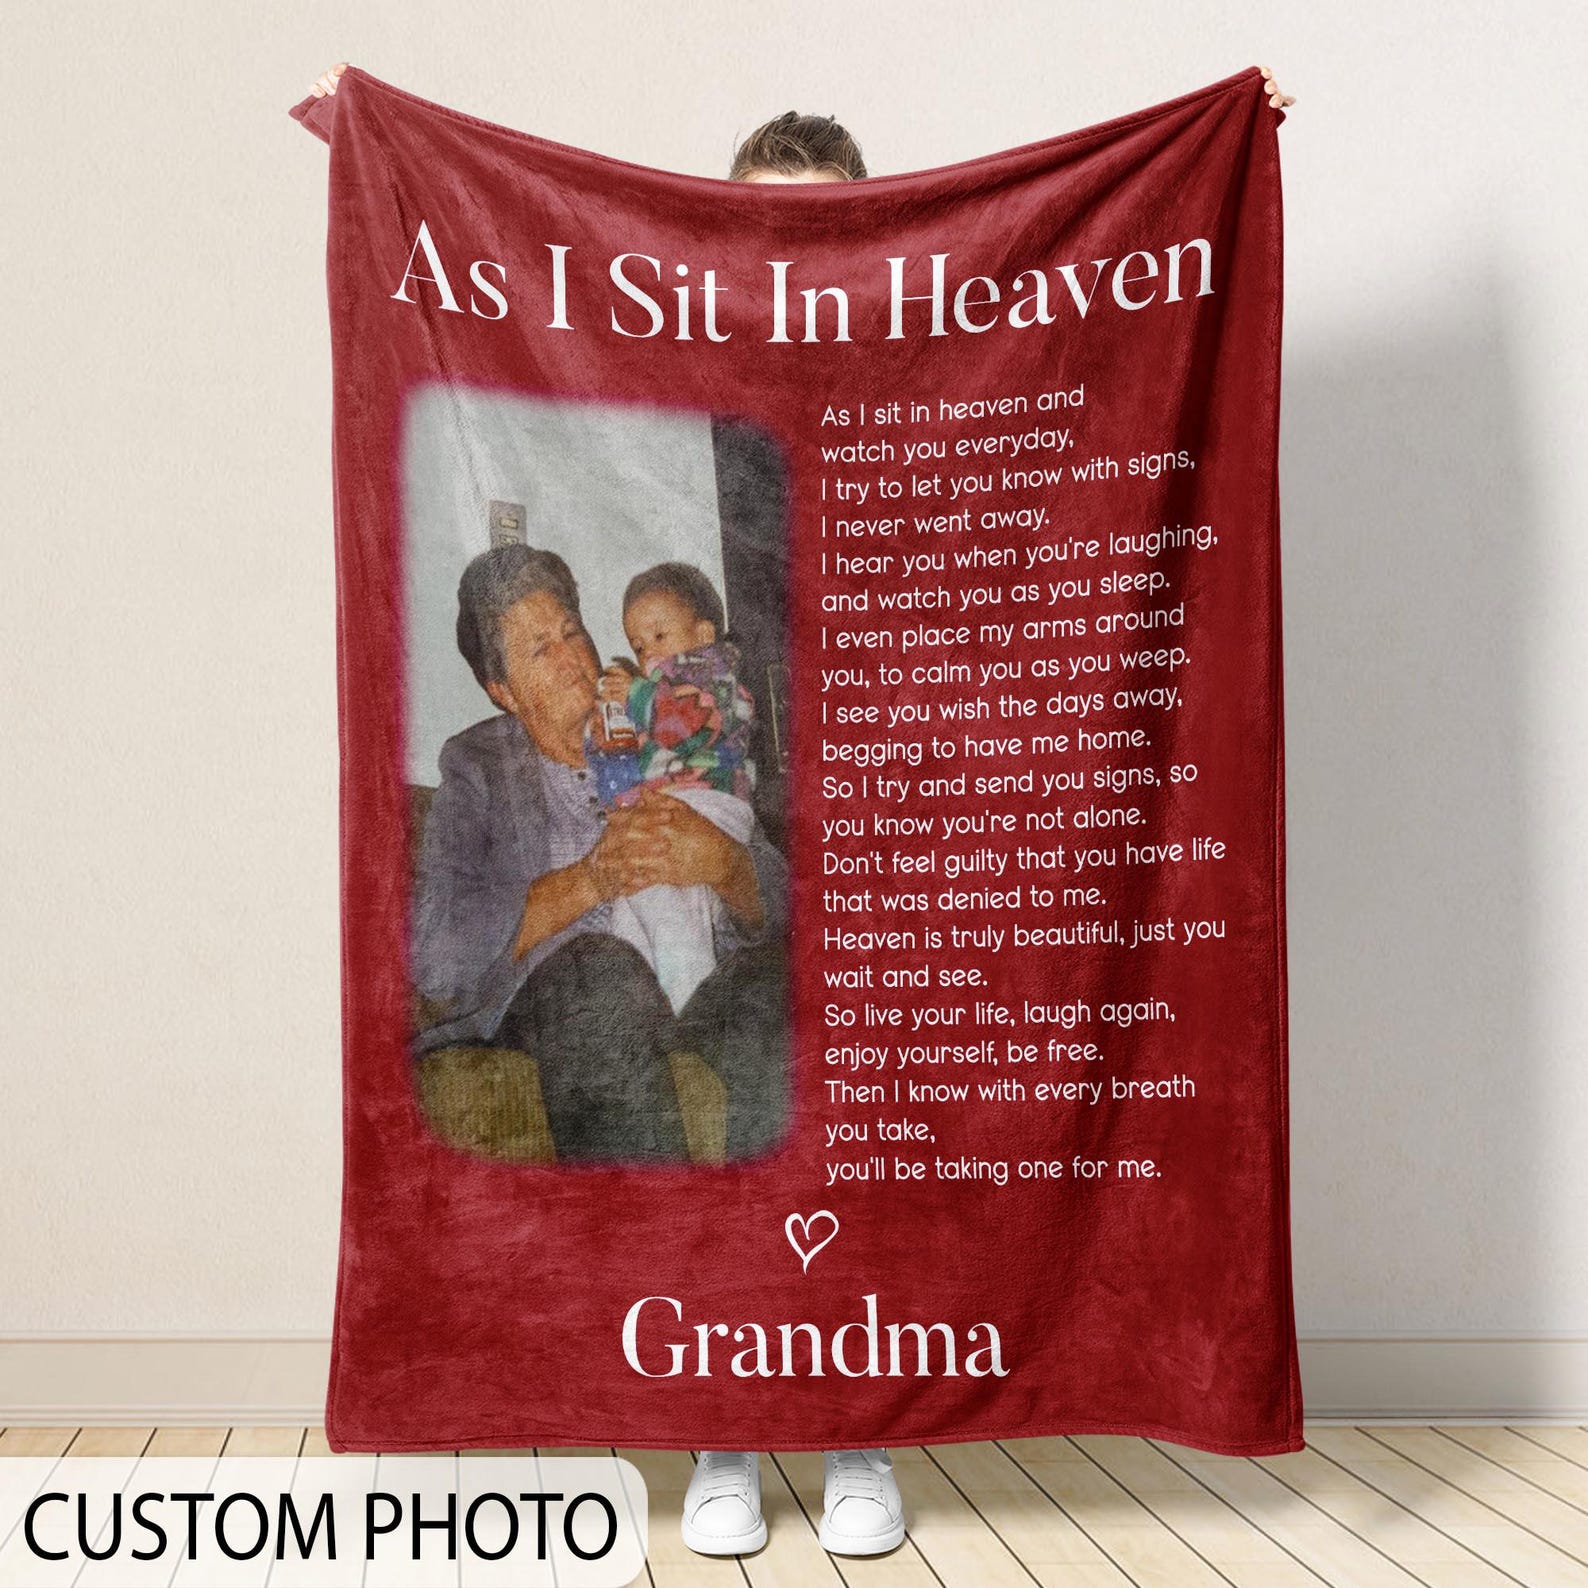 As I Sit In Heaven
As I sit in heaven and
watch you everyday,
I try to let you know with signs,
I never went away.
I hear you when you're laughing,
and watch you as you sleep.
I even place my arms around
you, to calm you as you weep.
I see you wish the days away,
begging to have me home.
So I try and send you signs, so
you know you're not alone.
Don't feel guilty that you have life
that was denied to me.
Heaven is truly beautiful, just you
wait and see.
So live your life, laugh again,
enjoy yourself, be free.
Then I know with every breath
you take,
you'll be taking one for me.
Grandma
CUSTOM PHOTO